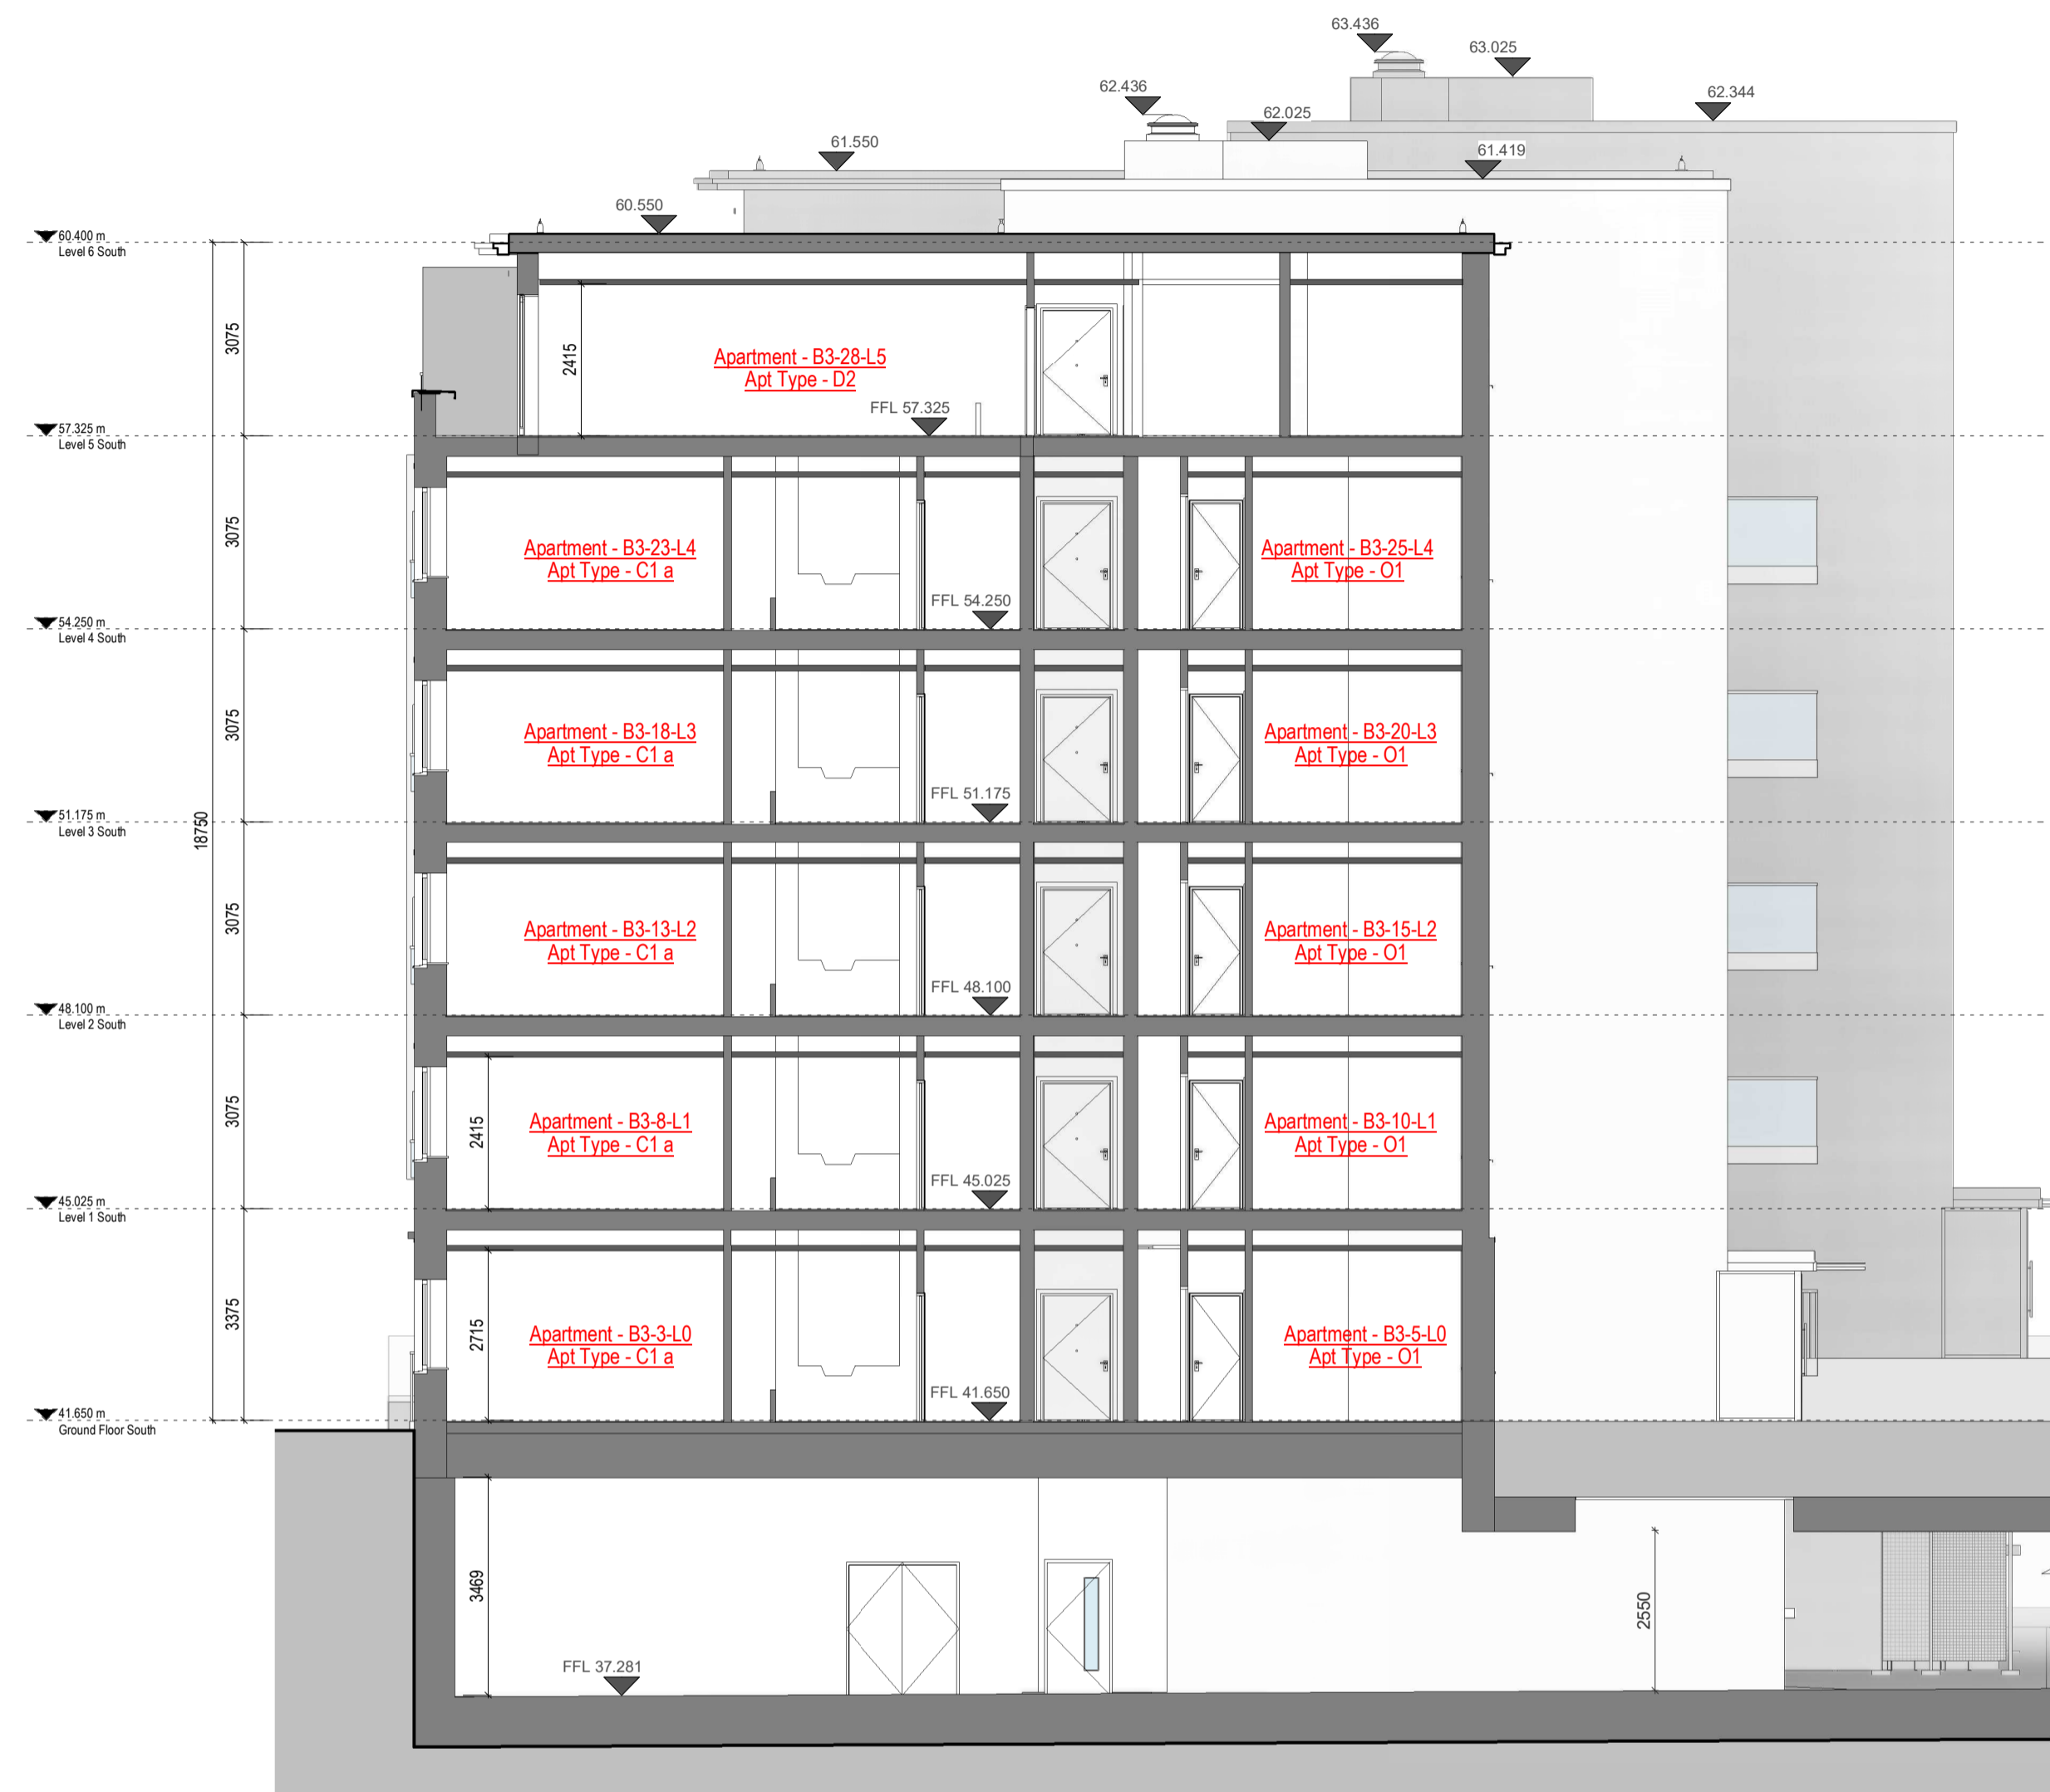 63.436
63.025
62.436
62.344
62.025
61.550
61.419
60.550
60.400 m
Level 6 South
3075
2415
Apartment - B3-28-L5
Apt Type - D2
FFL 57.325
57.325 m
Level 5 South
3075
Apartment - B3-23-L4
Apt Type - C1 a
Apartment - B3-25-L4
Apt Type - O1
FFL 54.250
54.250 m
Level 4 South
3075
Apartment - B3-18-L3
Apt Type - C1 a
Apartment - B3-20-L3
Apt Type - O1
FFL 51.175
51.175 m
Level 3 South
18750
3075
Apartment - B3-13-L2
Apt Type - C1 a
Apartment - B3-15-L2
Apt Type - O1
FFL 48.100
48.100 m
Level 2 South
3075
2415
Apartment - B3-8-L1
Apt Type - C1 a
Apartment - B3-10-L1
Apt Type - O1
FFL 45.025
45.025 m
Level 1 South
3375
2715
Apartment - B3-3-L0
Apt Type - C1 a
Apartment - B3-5-L0
Apt Type - O1
FFL 41.650
41.650 m
Ground Floor South
3469
2550
FFL 37.281